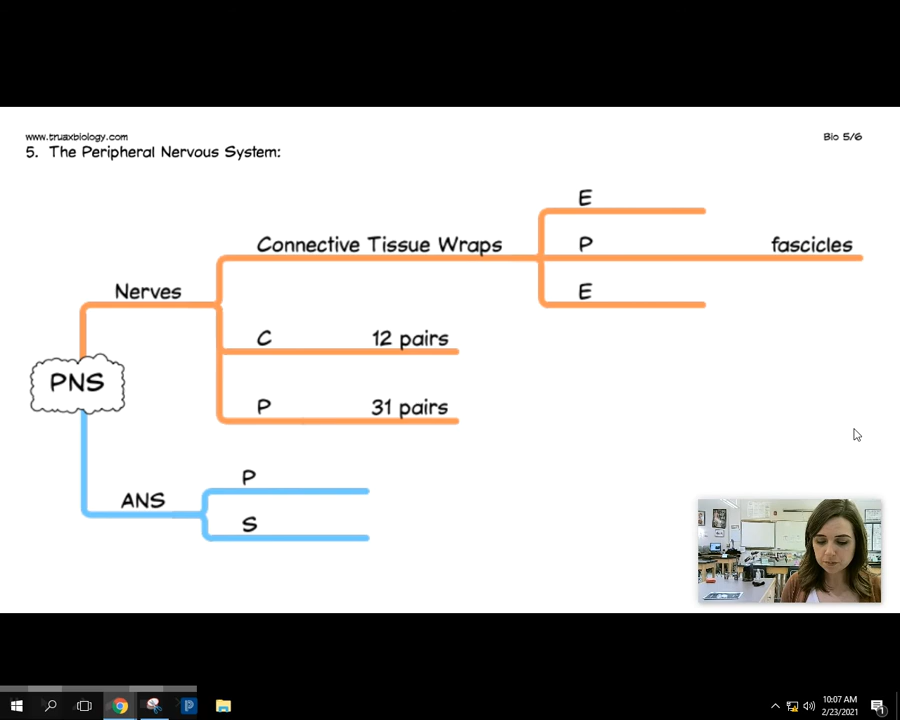 www.truaxbiology.com
Bio 5/6
5. The Peripheral Nervous System:
E
Connective Tissue Wraps P fascicles
Nerves E
C 12 pairs
PNS
P 31 pairs
P
ANS
S
10:07 AM
2/23/2021